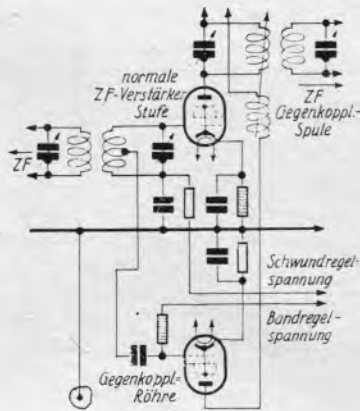 normale
ZF-Verstärker
Stufe
ZF
Gegenkoppl.-
Spule
ZF
Schwundregel-
spannung
Bandregel-
spannung
Gegenkoppl.=
Röhre